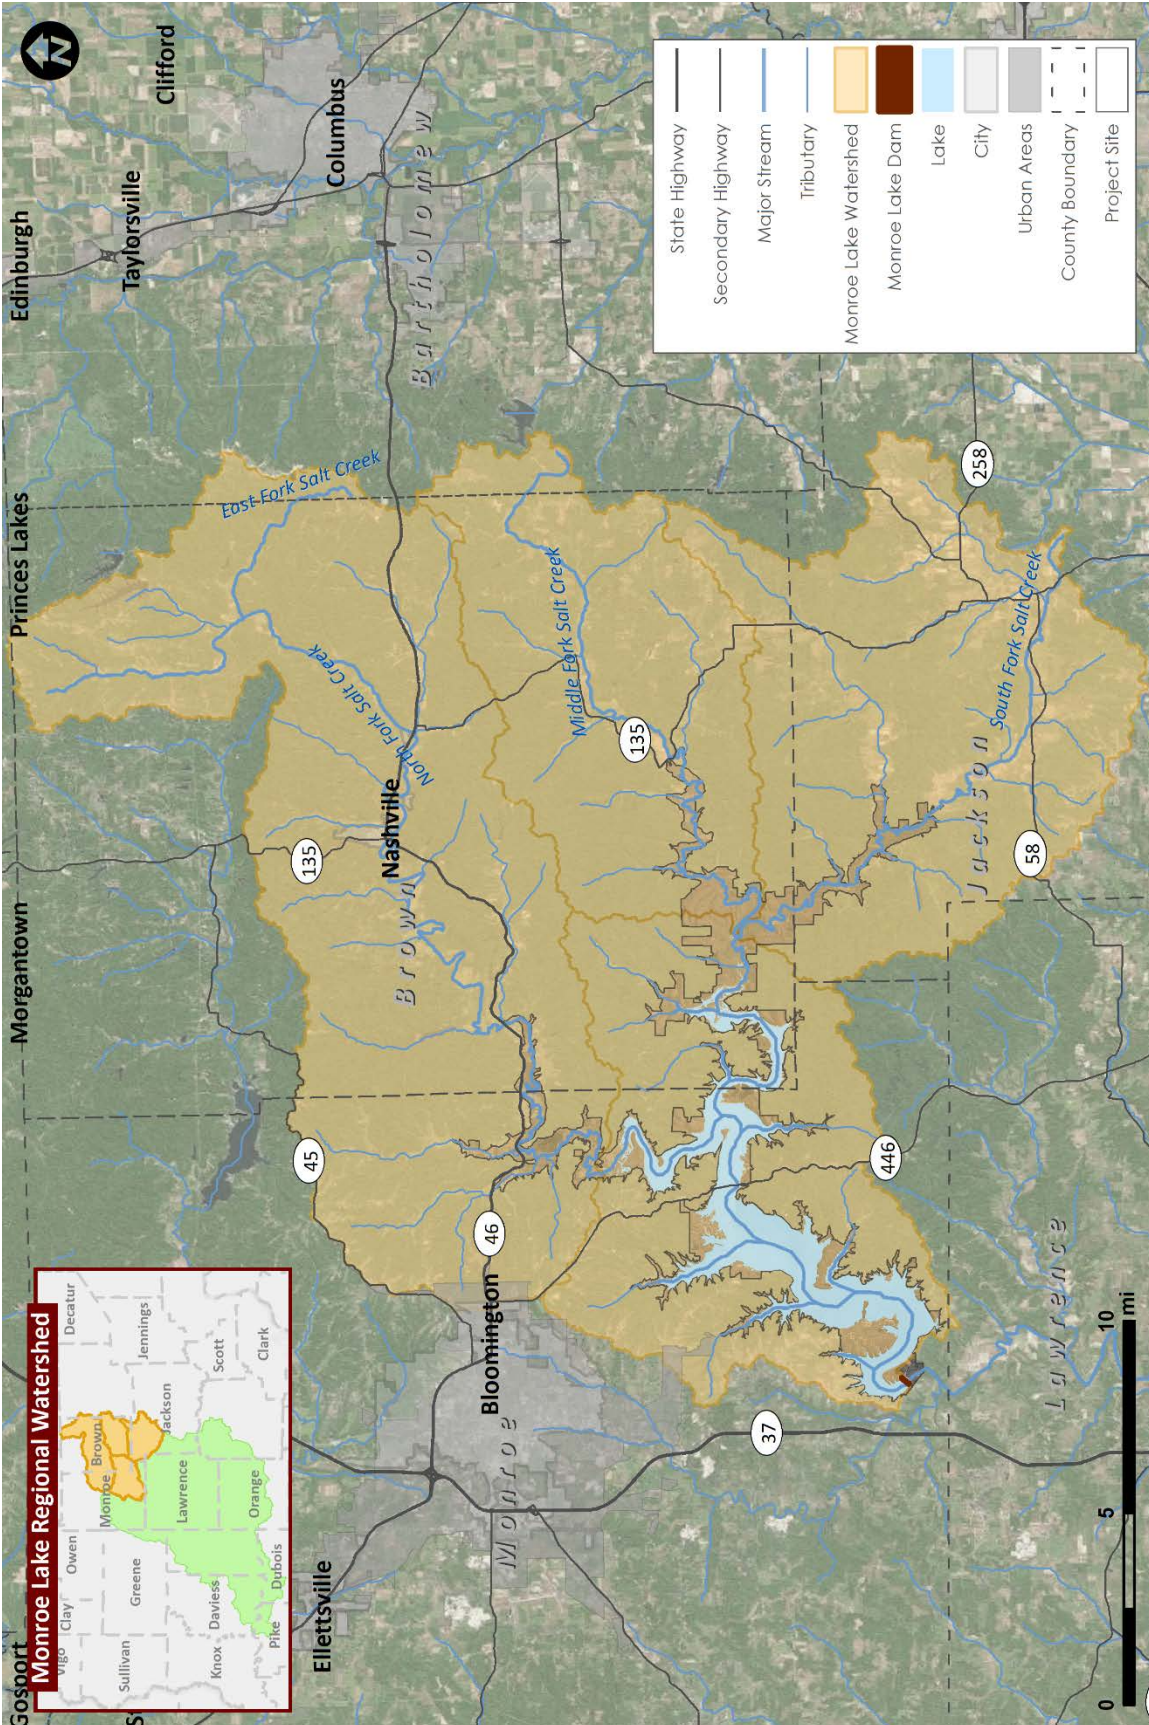 Gosport
Morgantown
Princes Lakes
Edinburgh
N
Monroe Lake Regional Watershed
Vigo
Clay
Owen
Monroe
Brown
Decatur
Jennings
Sullivan
Greene
Lawrence
Jackson
Scott
Knox
Daviess
Clark
Pike
Dubois
Orange
St
Taylorsville
Clifford
Columbus
Bartholomew
East Fork Salt Creek
North Fork Salt Creek
45
135
Nashville
Brown
Ellettsville
Bloomington
Monroe
46
Middle Fork Salt Creek
135
37
446
258
South Fork Salt Creek
Jackson
58
Lawrence
State Highway
Secondary Highway
Major Stream
Tributary
Monroe Lake Watershed
Monroe Lake Dam
Lake
City
Urban Areas
County Boundary
Project Site
0
5
10
mi